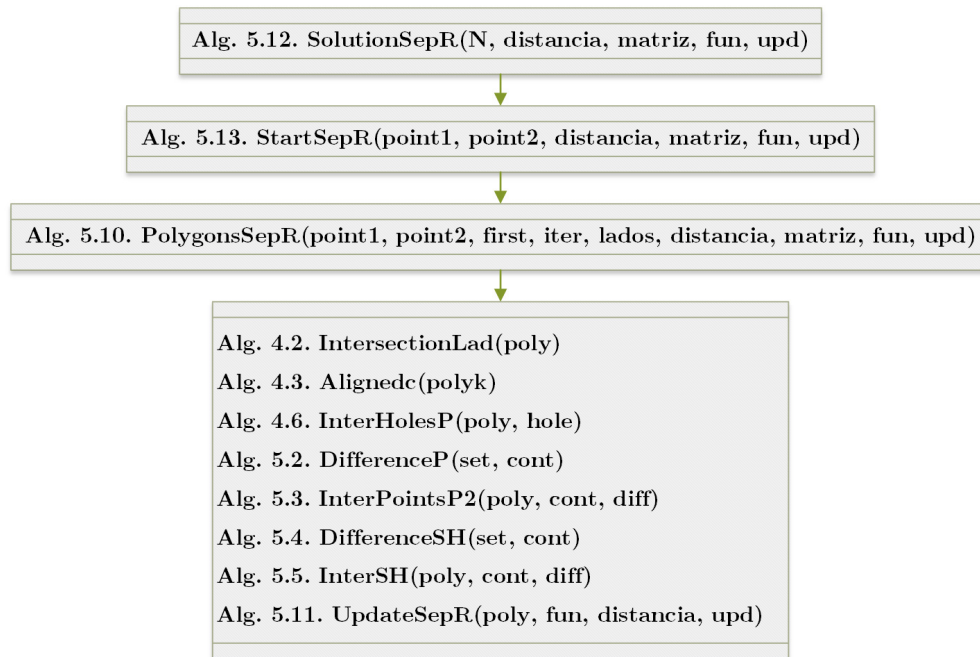 Alg. 5.12. SolutionSepR(N, distancia, matriz, fun, upd)
Alg. 5.13. StartSepR(point1, point2, distancia, matriz, fun, upd)
Alg. 5.10. PolygonsSepR(point1, point2, first, iter, lados, distancia, matriz, fun, upd)
Alg. 4.2. IntersectionLad(poly)
Alg. 4.3. Alignedc(polyk)
Alg. 4.6. InterHolesP(poly, hole)
Alg. 5.2. DifferenceP(set, cont)
Alg. 5.3. InterPointsP2(poly, cont, diff)
Alg. 5.4. DifferenceSH(set, cont)
Alg. 5.5. InterSH(poly, cont, diff)
Alg. 5.11. UpdateSepR(poly, fun, distancia, upd)